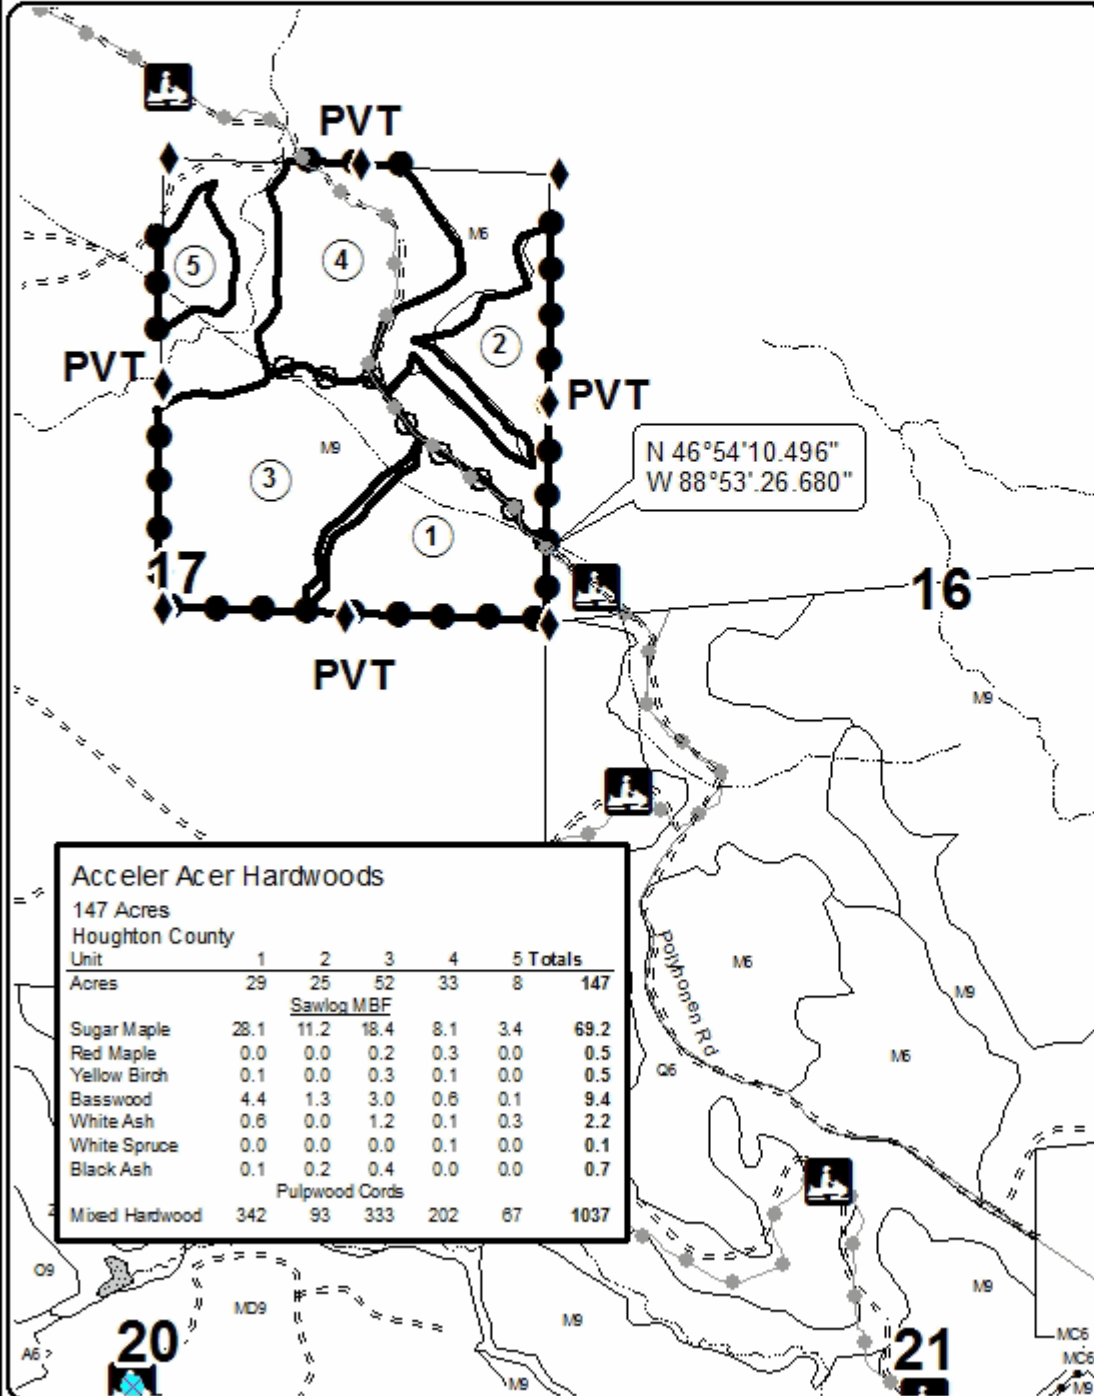 PVT
M6
5
4
2
PVT
PVT
N 46°54'10.496"
W 88°53'.26.680"
M9
3
1
17
16
PVT
M9
Acceler Acer Hardwoods
147 Acres
Houghton County
Unit 1 2 3 4 5 Totals
Acres 29 25 52 33 8 147
Sawlog MBF
Sugar Maple 28.1 11.2 18.4 8.1 3.4 69.2
Red Maple 0.0 0.0 0.2 0.3 0.0 0.5
Yellow Birch 0.1 0.0 0.3 0.1 0.0 0.5
Basswood 4.4 1.3 3.0 0.6 0.1 9.4
White Ash 0.6 0.0 1.2 0.1 0.3 2.2
White Spruce 0.0 0.0 0.0 0.1 0.0 0.1
Black Ash 0.1 0.2 0.4 0.0 0.0 0.7
Pulpwood Cords
Mixed Hardwood 342 93 333 202 67 1037
Polyhonen Rd
M6
M9
M6
Q6
Q9
MD9
M9
M9
20
A6
21
MC6
MC6
M9
M9